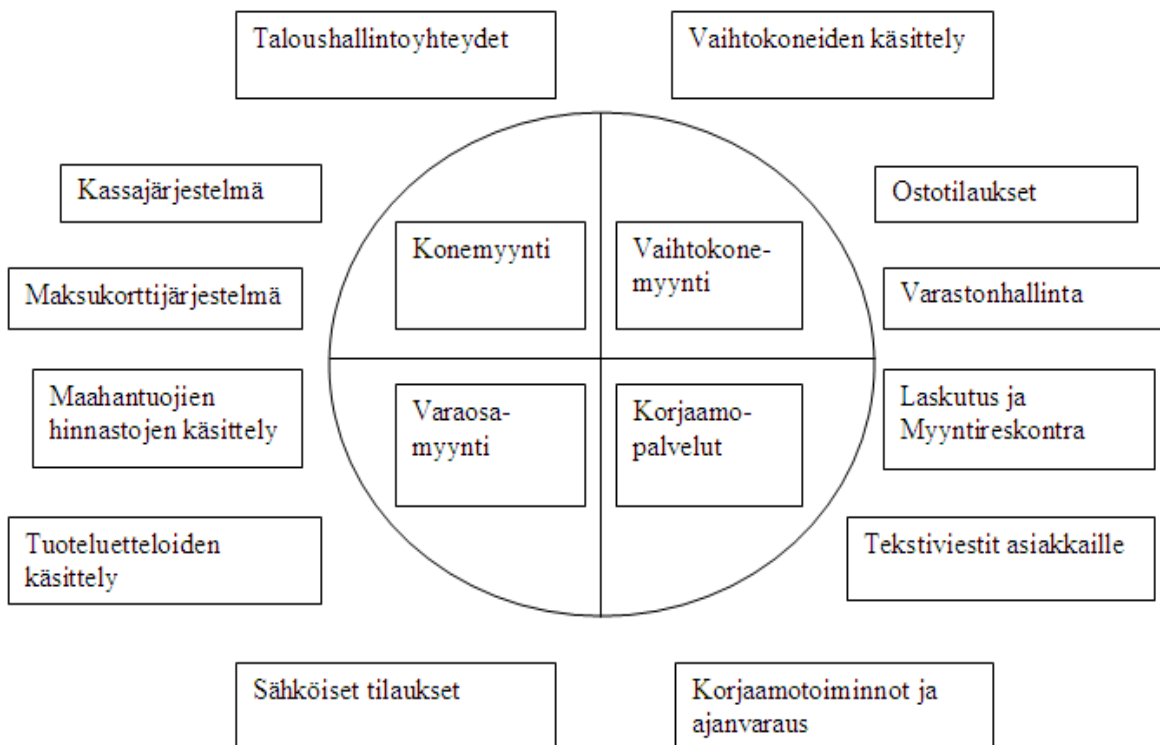 Taloushallintoyhteydet
Vaihtokoneiden käsittely
Kassajärjestelmä
Ostotilaukset
Konemyynti
Vaihtokone-
myynti
Maksukorttijärjestelmä
Varastonhallinta
Maahantuojien
hinnastojen käsittely
Varaosa-
myynti
Korjaamo-
palvelut
Laskutus ja
Myyntireskontra
Tuoteluetteloiden
käsittely
Tekstiviestit asiakkaille
Sähköiset tilaukset
Korjaamotoiminnot ja
ajanvaraus